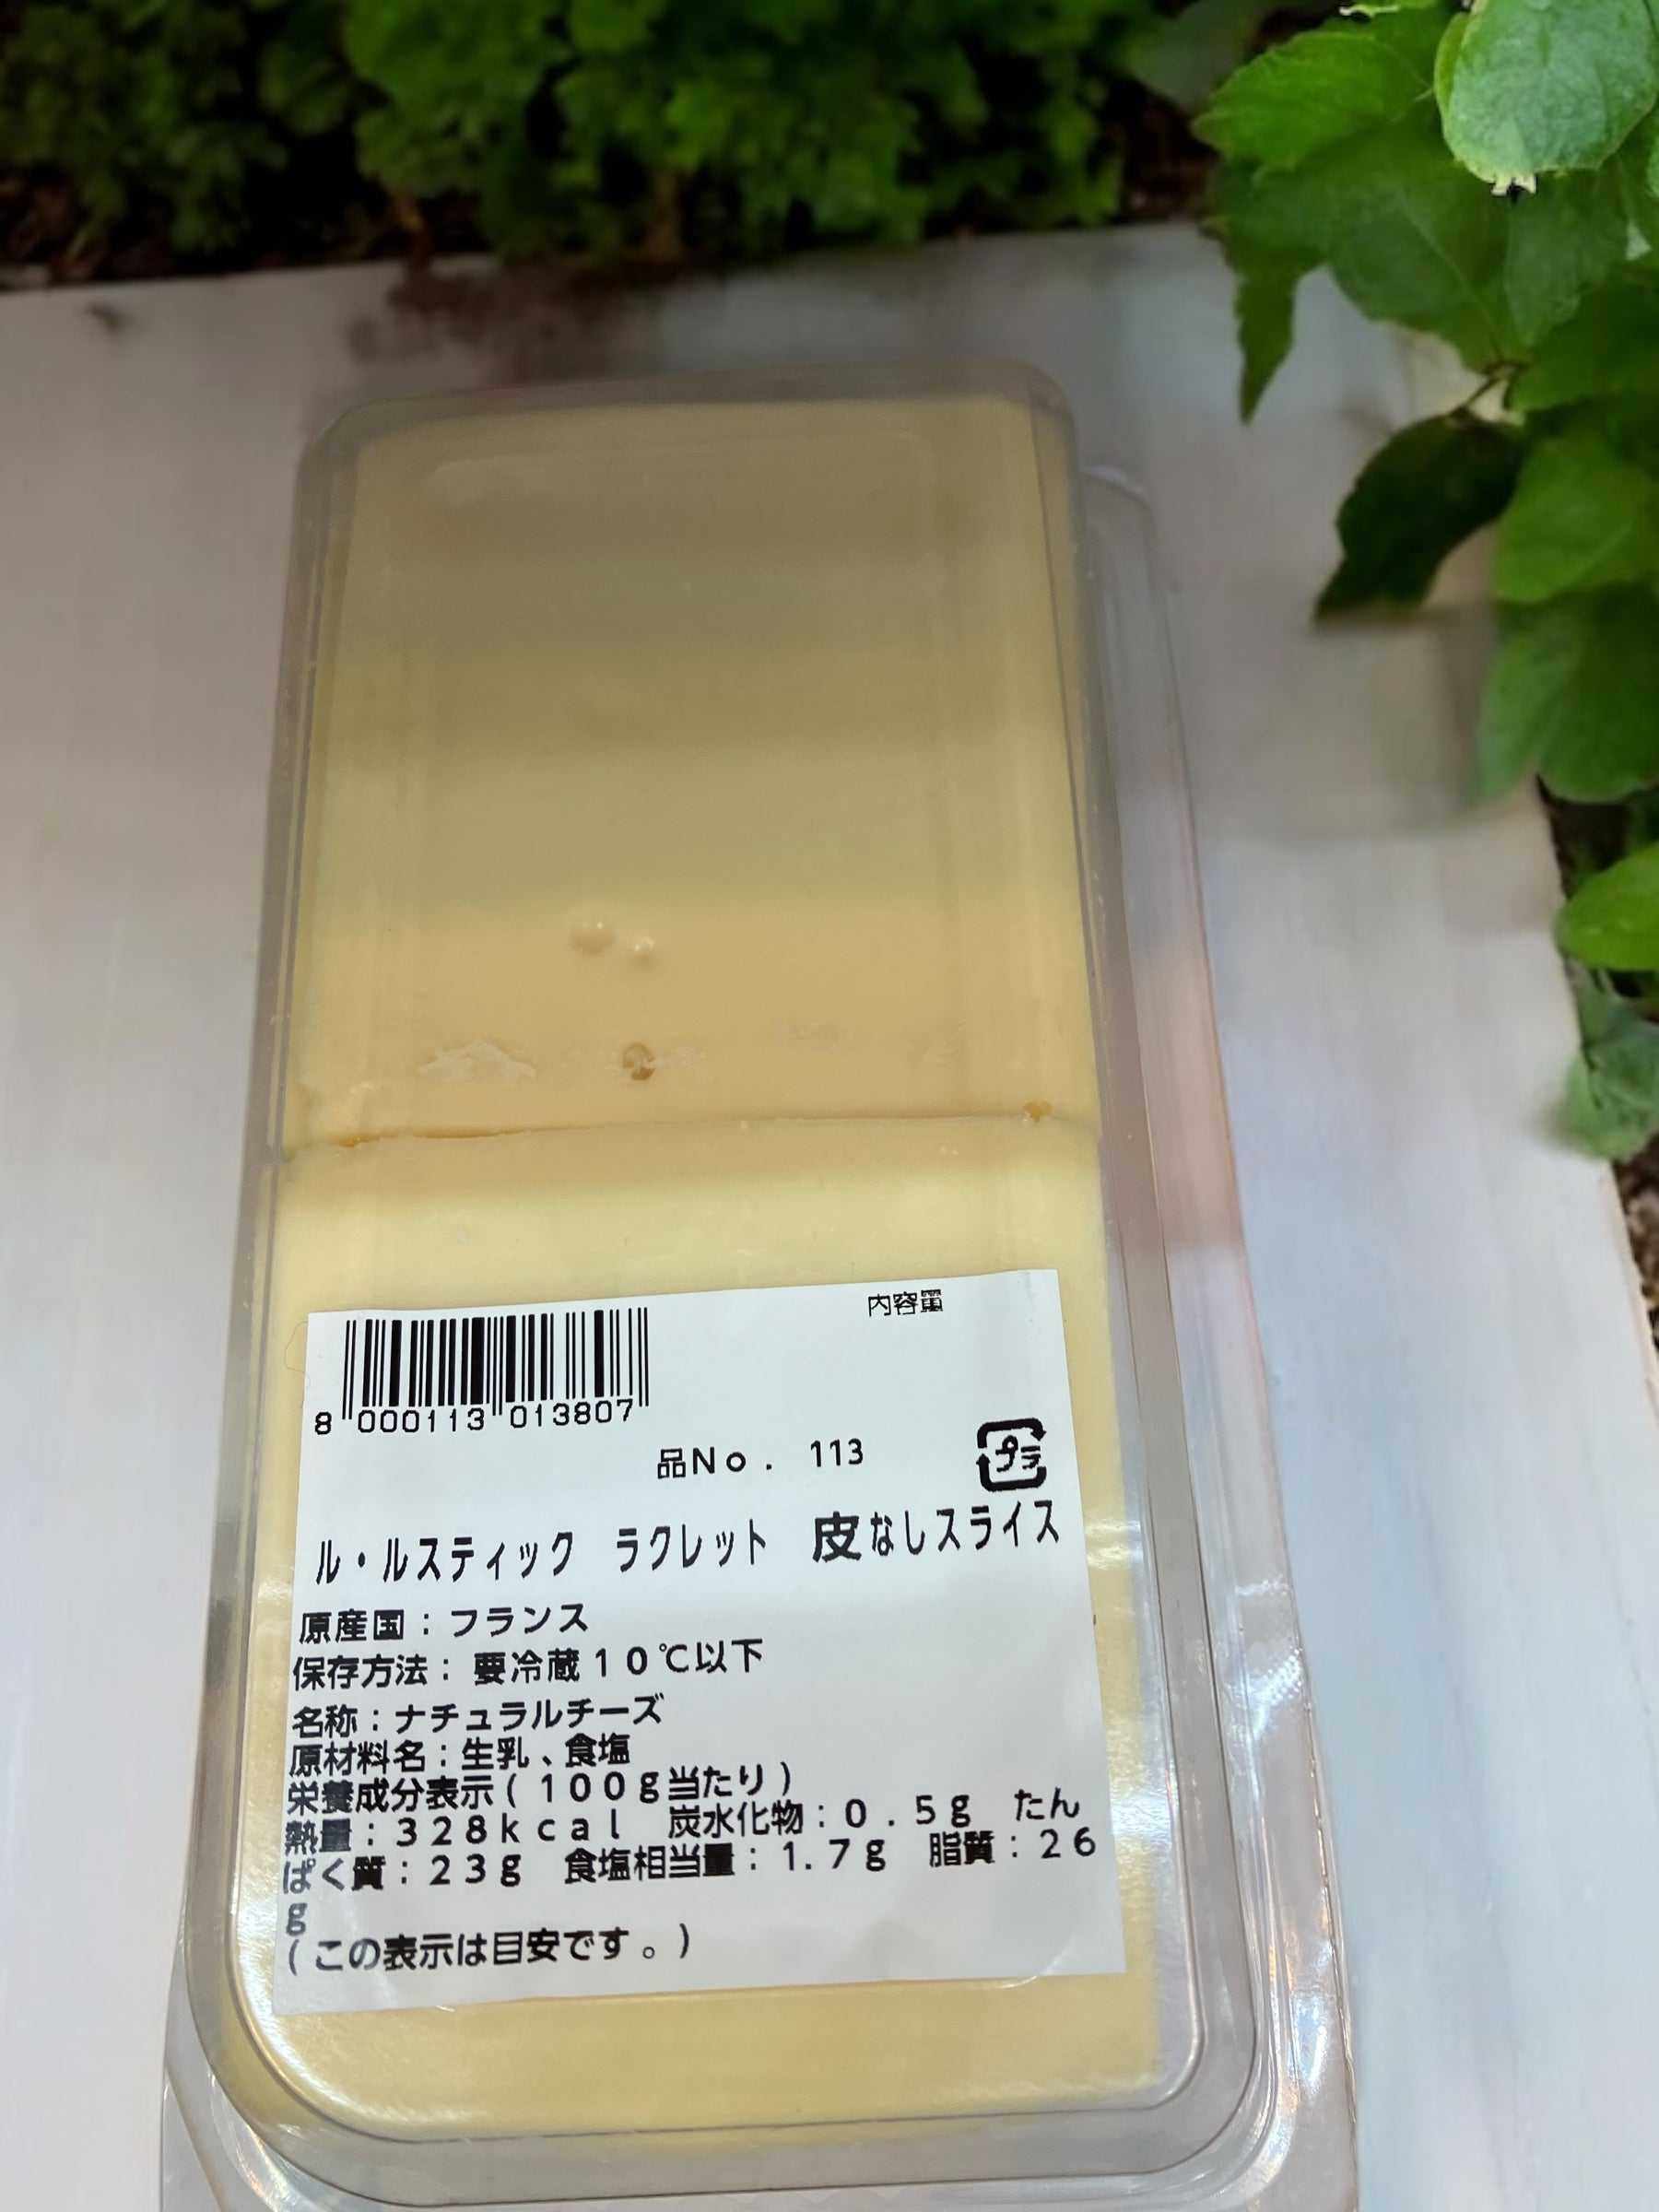 内容量
8 000113 013807
品No. 113
プラ
ル・ルスティック ラクレット 皮なしスライス
原産国:フランス
保存方法: 要冷蔵10℃以下
名称:ナチュラルチーズ
原材料名:生乳、食塩
栄養成分表示(100g当たり)
熱量:328kcal 炭水化物:0.5g たん
ぱく質:23g 食塩相当量:1.7g 脂質:26
g
(この表示は目安です。)